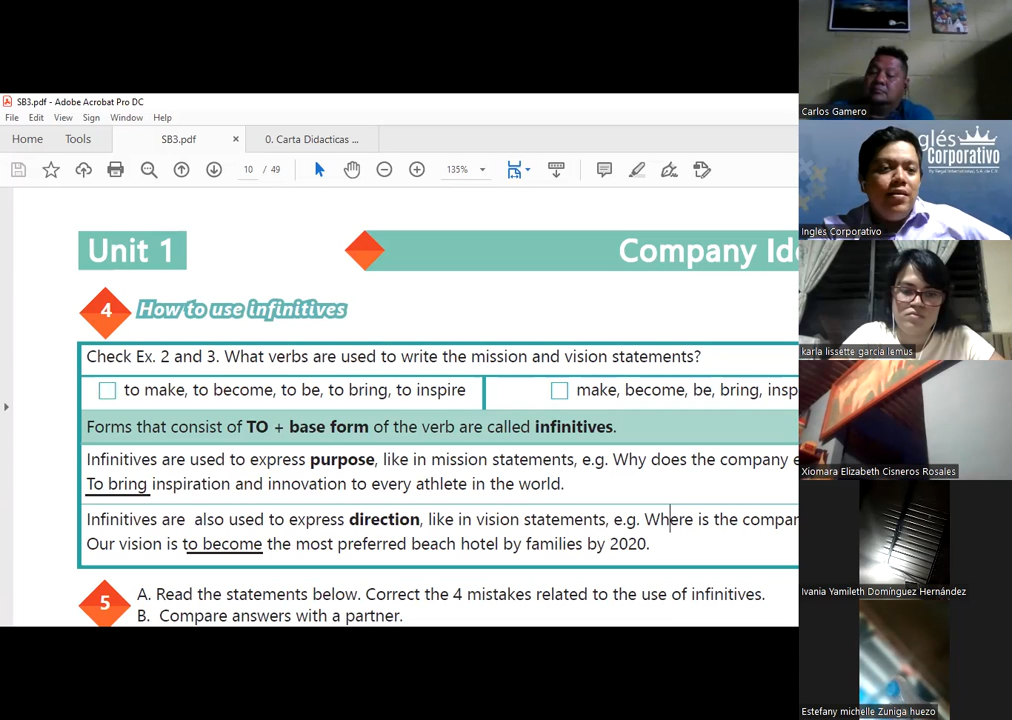 SB3.pdf - Adobe Acrobat Pro DC
File Edit View Sign Window Help
Home Tools SB3.pdf × 0. Carta Didacticas ...
10 / 49 135%
Unit 1
Company Ide
4 How to use infinitives
Check Ex. 2 and 3. What verbs are used to write the mission and vision statements?
to make, to become, to be, to bring, to inspire
make, become, be, bring, insp
Forms that consist of TO + base form of the verb are called infinitives.
Infinitives are used to express purpose, like in mission statements, e.g. Why does the company e
To bring inspiration and innovation to every athlete in the world.
Infinitives are also used to express direction, like in vision statements, e.g. Where is the compan
Our vision is to become the most preferred beach hotel by families by 2020.
5 A. Read the statements below. Correct the 4 mistakes related to the use of infinitives.
B. Compare answers with a partner.
Carlos Gamero
glés
Corporativo
Ingles Corporativo
karla lissette garcia lemus
Xiomara Elizabeth Cisneros Rosales
Ivania Yamileth Domínguez Hernández
Estefany michelle Zuniga huezo